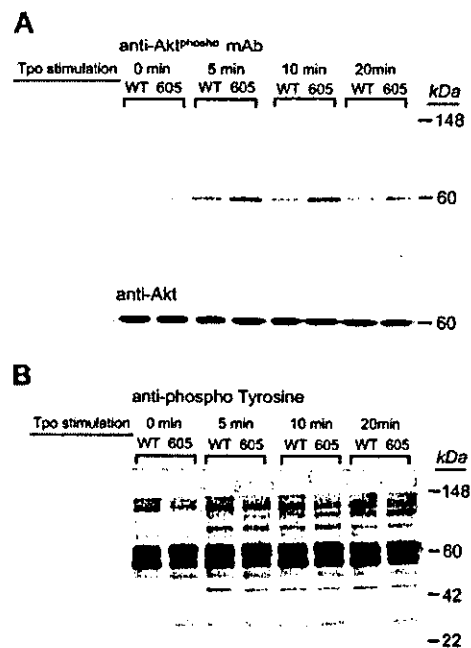 A
anti-Aktphospho mAb
Tpo stimulation 0 min 5 min 10 min 20min
WT 605 WT 605 WT 605 WT 605 kDa
148
60
anti-Akt
60
B
anti-phospho Tyrosine
Tpo stimulation 0 min 5 min 10 min 20min
WT 605 WT 605 WT 605 WT 605 kDa
148
60
42
22